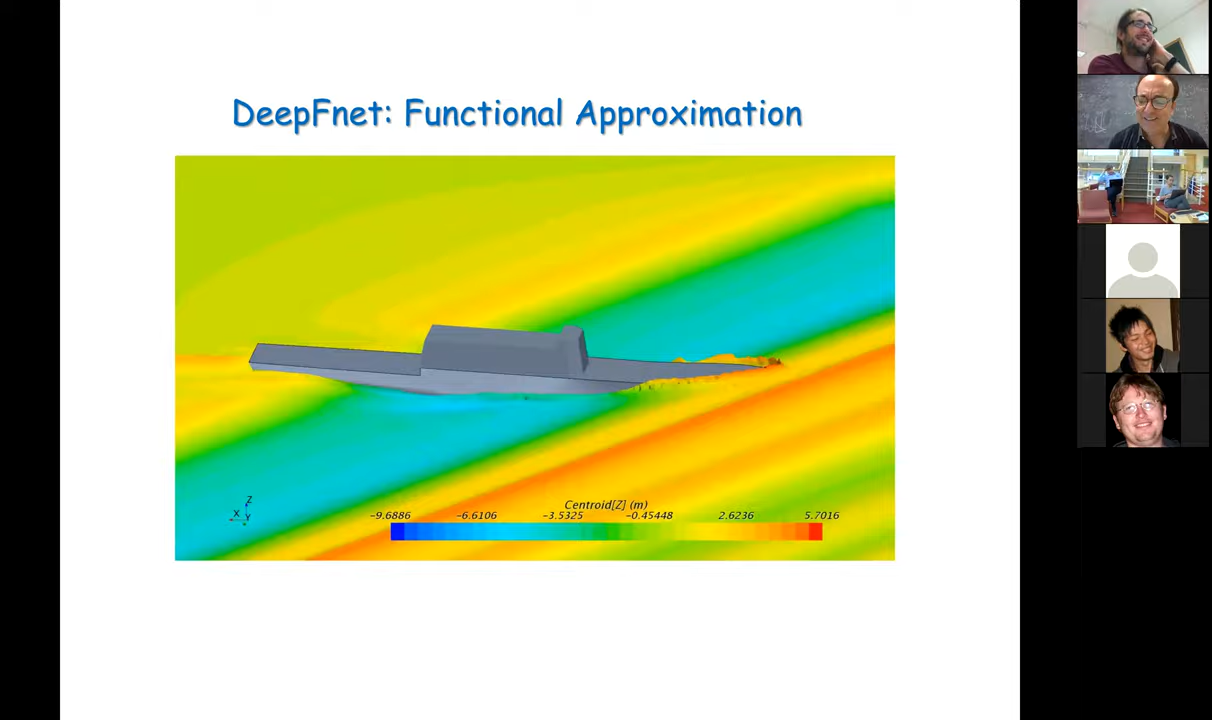 DeepFnet: Functional Approximation
Z
X
Y
Centroid[Z] (m)
-9.6886 -6.6106 -3.5325 -0.45448 2.6236 5.7016